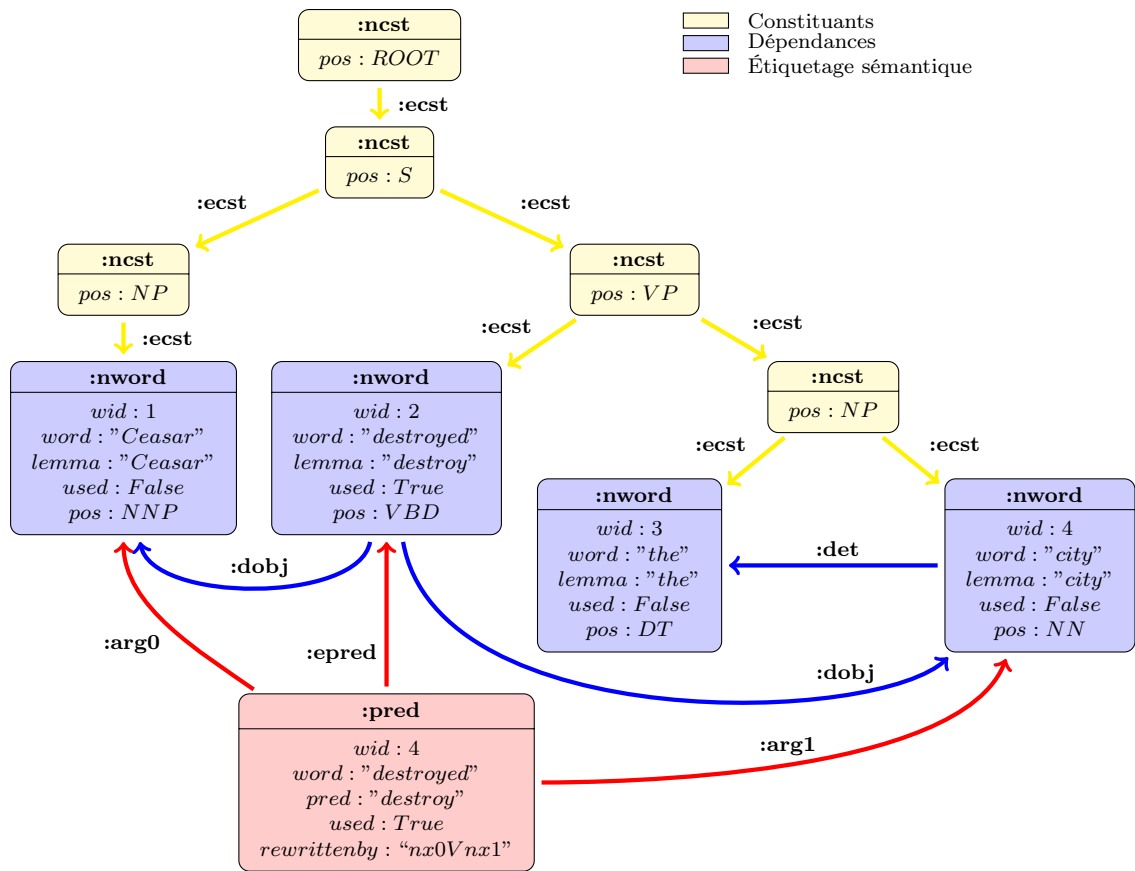 :ncst
pos : ROOT
Constituants
Dépendances
Étiquetage sémantique
:ecst
:ncst
pos : S
:ecst
:ecst
:ncst
pos : NP
:ncst
pos : VP
:ecst
:ecst
:ecst
:nword
wid : 1
word : ”Ceasar”
lemma : ”Ceasar”
used : False
pos : NNP
:nword
wid : 2
word : ”destroyed”
lemma : ”destroy”
used : True
pos : VBD
:ncst
pos : NP
:ecst
:ecst
:nword
wid : 3
word : ”the”
lemma : ”the”
used : False
pos : DT
:nword
wid : 4
word : ”city”
lemma : ”city”
used : False
pos : NN
:det
:dobj
:arg0
:epred
:dobj
:arg1
:pred
wid : 4
word : ”destroyed”
pred : ”destroy”
used : True
rewrittenby : “nx0V nx1”